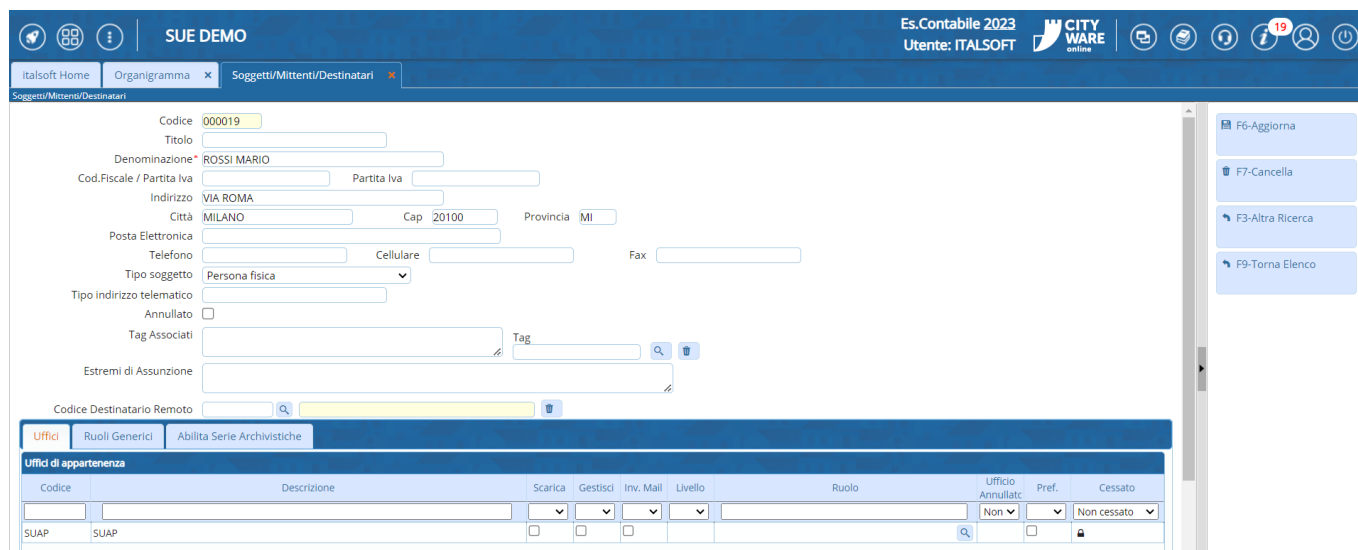 SUE DEMO
Es.Contabile 2023
Utente: ITALSOFT
CITY
WARE
online
19
italsoft Home
Organigramma ×
Soggetti/Mittenti/Destinatari ×
Soggetti/Mittenti/Destinatari
Codice 000019
Titolo
Denominazione* ROSSI MARIO
Cod.Fiscale / Partita Iva Partita Iva
Indirizzo VIA ROMA
Città MILANO Cap 20100 Provincia MI
Posta Elettronica
Telefono Cellulare Fax
Tipo soggetto Persona fisica
Tipo indirizzo telematico
Annullato
Tag Associati Tag
Estremi di Assunzione
Codice Destinatario Remoto
F6-Aggiorna
F7-Cancella
F3-Altra Ricerca
F9-Torna Elenco
Uffici Ruoli Generici Abilita Serie Archivistiche
Uffici di appartenenza
Codice Descrizione Scarica Gestisci Inv. Mail Livello Ruolo Ufficio Annullato Pref. Cessato
Non Non cessato
SUAP SUAP